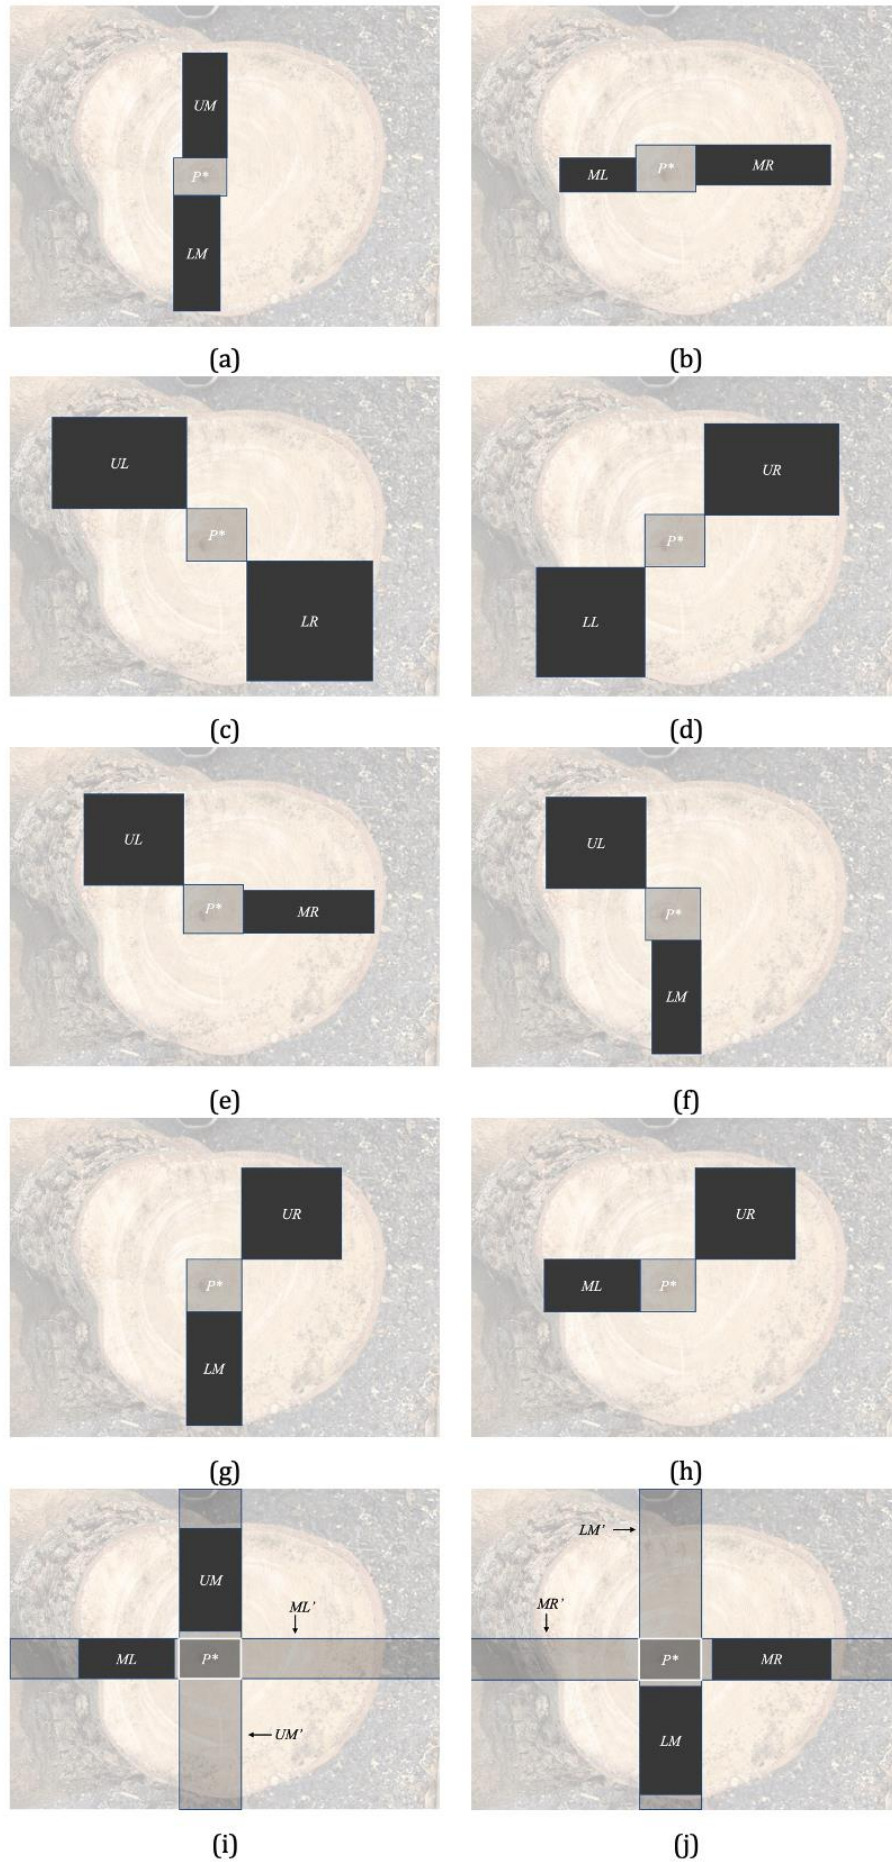 UM
P*
LM
ML P* MR
(a) (b)
UL
P*
LR
UR
P*
LL
(c) (d)
UL
P* MR
UL
P*
LM
(e) (f)
UR
P*
LM
UR
ML P*
(g) (h)
UM
ML'
ML P*
UM'
LM'
MR'
P* MR
LM
(i) (j)